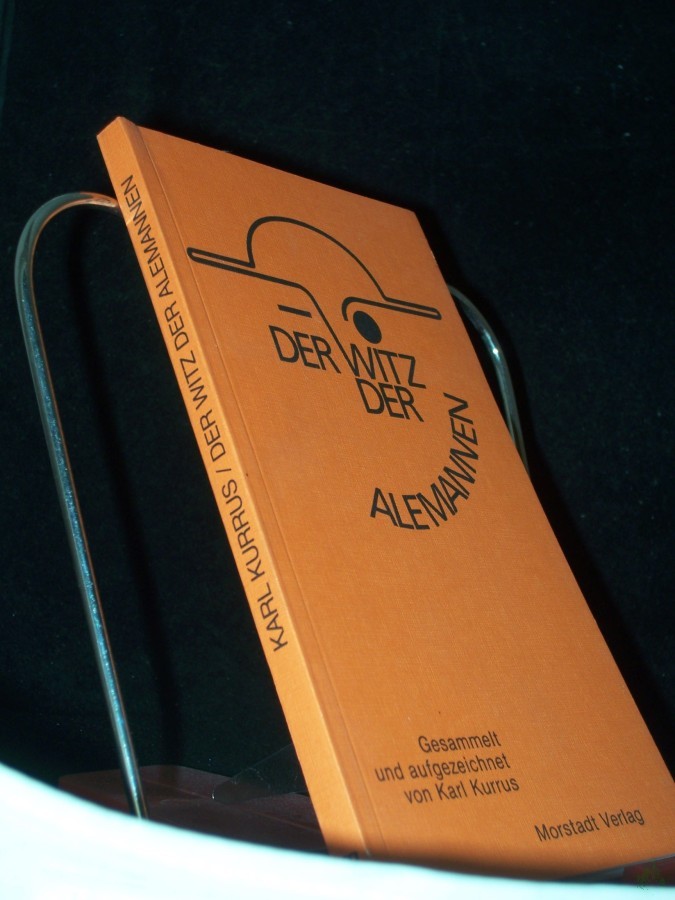 KARL KURRUS / DER WITZ DER ALEMANNEN
DER WITZ
DER
ALEMANNEN
Gesammelt
und aufgezeichnet
von Karl Kurrus
Morstadt Verlag